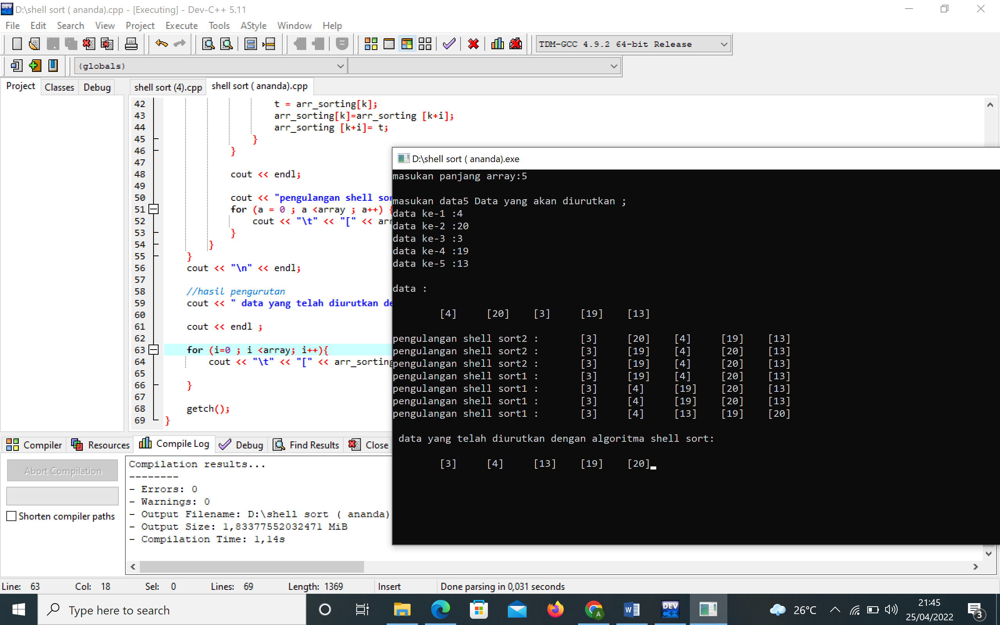 D:\shell sort ( ananda).cpp - [Executing] - Dev-C++ 5.11
File Edit Search View Project Execute Tools AStyle Window Help
TDM-GCC 4.9.2 64-bit Release
(globals)
Project Classes Debug shell sort (4).cpp shell sort ( ananda).cpp
42 t = arr_sorting[k];
43 arr_sorting[k]=arr_sorting [k+i];
44 arr_sorting [k+i]= t;
45 }
46 }
47
48 cout << endl;
49
50 cout << "pengulangan shell sor
51 for (a = 0 ; a <array ; a++) {
52 cout << "\t" << "[" << arr
53 }
54 }
55 }
56 cout << "\n" << endl;
57
58 //hasil pengurutan
59 cout << " data yang telah diurutkan de
60
61 cout << endl ;
62
63 for (i=0 ; i <array; i++){
64 cout << "\t" << "[" << arr_sorting
65
66 }
67
68 getch();
69 }
D:\shell sort ( ananda).exe
masukan panjang array:5
masukan data5 Data yang akan diurutkan ;
data ke-1 :4
data ke-2 :20
data ke-3 :3
data ke-4 :19
data ke-5 :13
data :
[4] [20] [3] [19] [13]
pengulangan shell sort2 : [3] [20] [4] [19] [13]
pengulangan shell sort2 : [3] [19] [4] [20] [13]
pengulangan shell sort2 : [3] [19] [4] [20] [13]
pengulangan shell sort1 : [3] [19] [4] [20] [13]
pengulangan shell sort1 : [3] [4] [19] [20] [13]
pengulangan shell sort1 : [3] [4] [19] [20] [13]
pengulangan shell sort1 : [3] [4] [13] [19] [20]
data yang telah diurutkan dengan algoritma shell sort:
[3] [4] [13] [19] [20]
Compiler Resources Compile Log Debug Find Results Close
Abort Compilation
Shorten compiler paths
Compilation results...
--------
- Errors: 0
- Warnings: 0
- Output Filename: D:\shell sort ( ananda)
- Output Size: 1,83377552032471 MiB
- Compilation Time: 1,14s
Line: 63 Col: 18 Sel: 0 Lines: 69 Length: 1369 Insert Done parsing in 0,031 seconds
Type here to search
DEV C++
26°C
21:45
25/04/2022
3